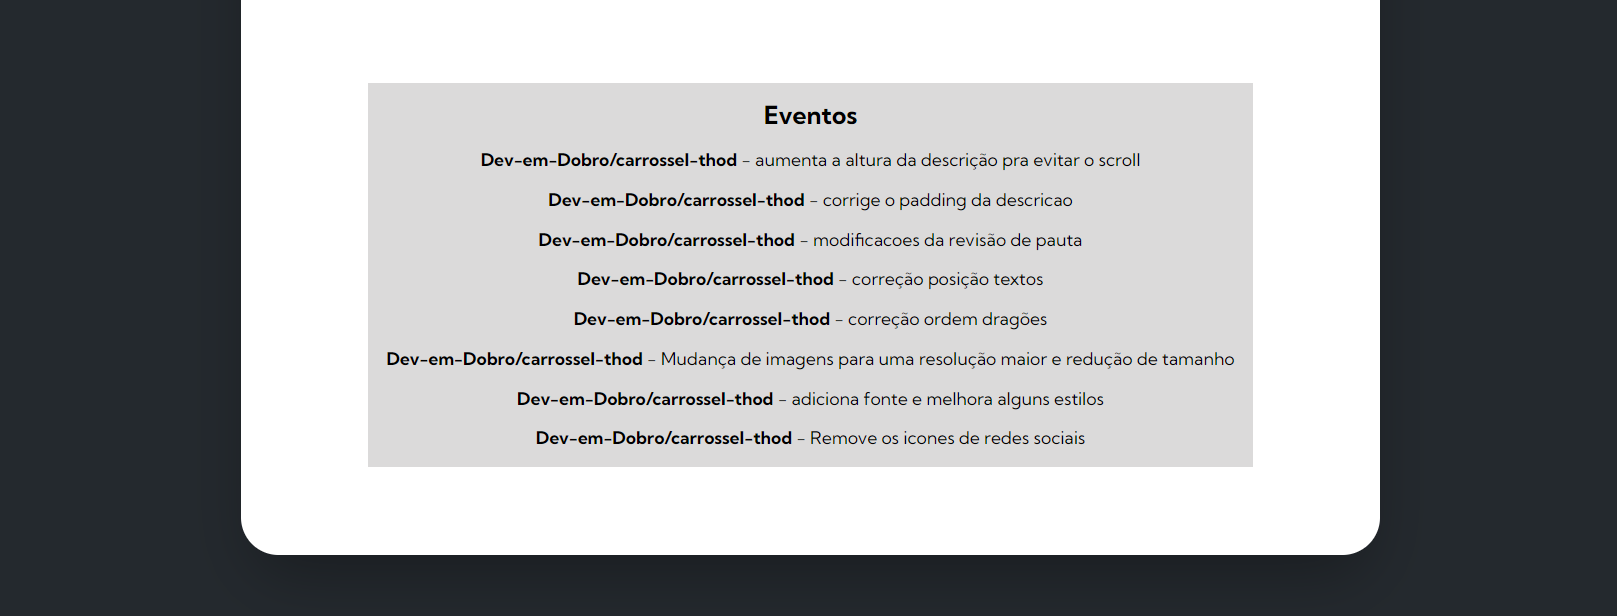 Eventos
Dev-em-Dobro/carrossel-thod - aumenta a altura da descrição pra evitar o scroll
Dev-em-Dobro/carrossel-thod - corrige o padding da descricao
Dev-em-Dobro/carrossel-thod - modificacoes da revisão de pauta
Dev-em-Dobro/carrossel-thod - correção posição textos
Dev-em-Dobro/carrossel-thod - correção ordem dragões
Dev-em-Dobro/carrossel-thod - Mudança de imagens para uma resolução maior e redução de tamanho
Dev-em-Dobro/carrossel-thod - adiciona fonte e melhora alguns estilos
Dev-em-Dobro/carrossel-thod - Remove os icones de redes sociais